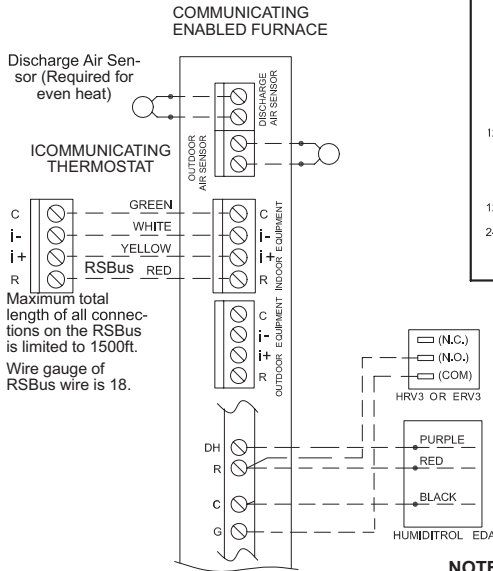 COMMUNICATING
ENABLED FURNACE
Discharge Air Sen-
sor (Required for
even heat)
DISCHARGE
AIR SENSOR
OUTDOOR
AIR SENSOR
ICOMMUNICATING
THERMOSTAT
C
i-
i+
R
GREEN
WHITE
YELLOW
RSBus RED
C
i-
i+
R
INDOOR EQUIPMENT
Maximum total
length of all connec-
tions on the RSBus
is limited to 1500ft.
Wire gauge of
RSBus wire is 18.
C
i-
i+
R
OUTDOOR EQUIPMENT
(N.C.)
(N.O.)
(COM)
HRV3 OR ERV3
DH
R
C
G
PURPLE
RED
BLACK
HUMIDITROL EDA